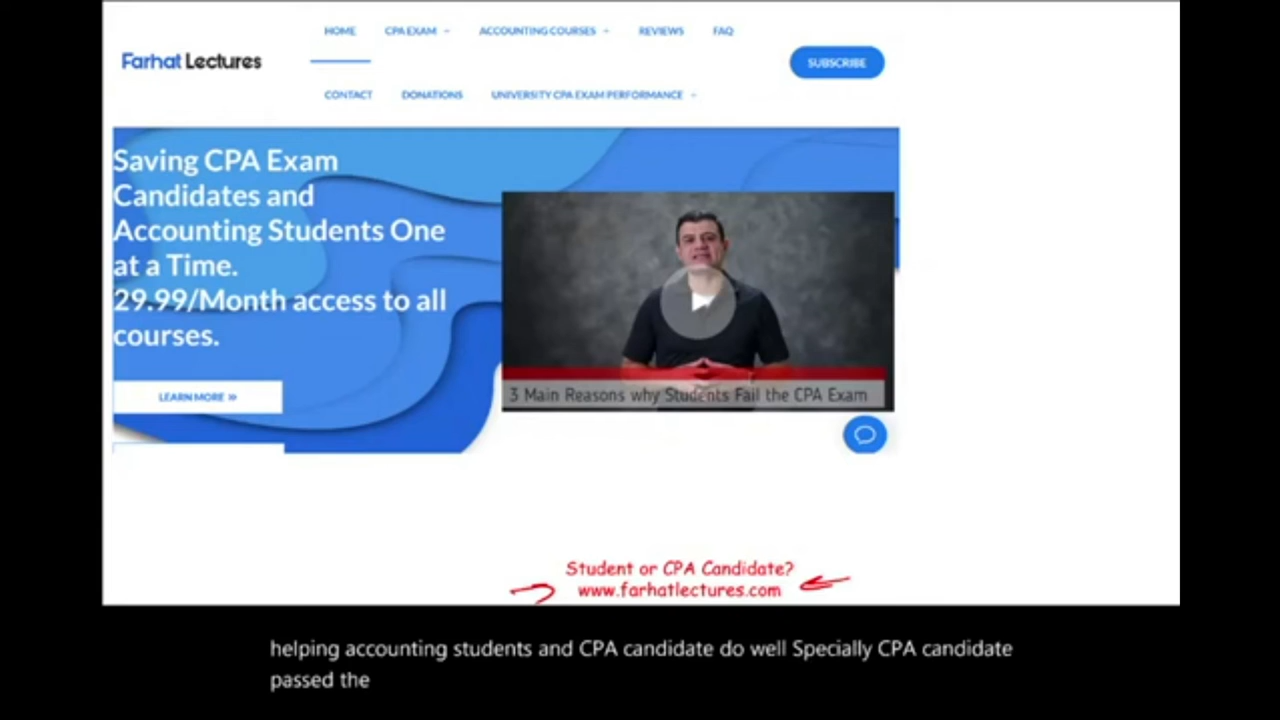 HOME CPA EXAM ACCOUNTING COURSES REVIEWS FAQ
Farhat Lectures
SUBSCRIBE
CONTACT DONATIONS UNIVERSITY CPA EXAM PERFORMANCE
Saving CPA Exam
Candidates and
Accounting Students One
at a Time.
29.99/Month access to all
courses.
LEARN MORE »
3 Main Reasons why Students Fail the CPA Exam
Student or CPA Candidate?
www.farhatlectures.com
helping accounting students and CPA candidate do well Specially CPA candidate
passed the